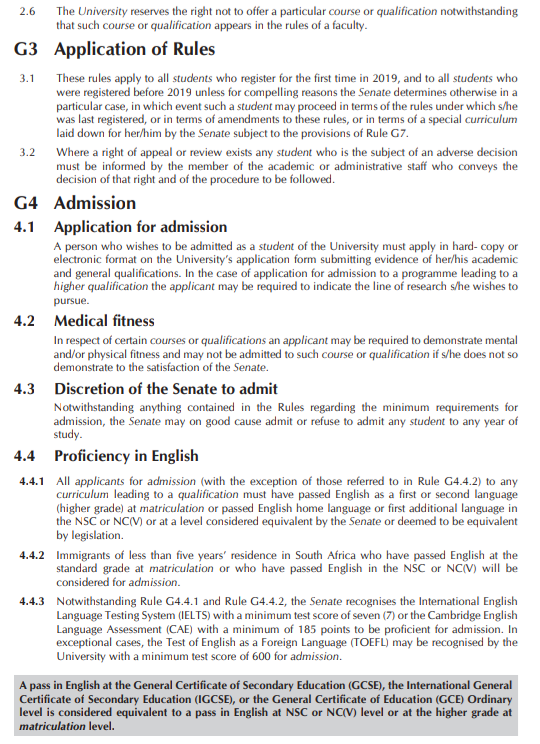 2.6 The University reserves the right not to offer a particular course or qualification notwithstanding
that such course or qualification appears in the rules of a faculty.
G3 Application of Rules
3.1 These rules apply to all students who register for the first time in 2019, and to all students who
were registered before 2019 unless for compelling reasons the Senate determines otherwise in a
particular case, in which event such a student may proceed in terms of the rules under which s/he
was last registered, or in terms of amendments to these rules, or in terms of a special curriculum
laid down for her/him by the Senate subject to the provisions of Rule G7.
3.2 Where a right of appeal or review exists any student who is the subject of an adverse decision
must be informed by the member of the academic or administrative staff who conveys the
decision of that right and of the procedure to be followed.
G4 Admission
4.1 Application for admission
A person who wishes to be admitted as a student of the University must apply in hard- copy or
electronic format on the University's application form submitting evidence of her/his academic
and general qualifications. In the case of application for admission to a programme leading to a
higher qualification the applicant may be required to indicate the line of research s/he wishes to
pursue.
4.2 Medical fitness
In respect of certain courses or qualifications an applicant may be required to demonstrate mental
and/or physical fitness and may not be admitted to such course or qualification if s/he does not so
demonstrate to the satisfaction of the Senate.
4.3 Discretion of the Senate to admit
Notwithstanding anything contained in the Rules regarding the minimum requirements for
admission, the Senate may on good cause admit or refuse to admit any student to any year of
study.
4.4 Proficiency in English
4.4.1 All applicants for admission (with the exception of those referred to in Rule G4.4.2) to any
curriculum leading to a qualification must have passed English as a first or second language
(higher grade) at matriculation or passed English home language or first additional language in
the NSC or NC(V) or at a level considered equivalent by the Senate or deemed to be equivalent
by legislation.
4.4.2 Immigrants of less than five years' residence in South Africa who have passed English at the
standard grade at matriculation or who have passed English in the NSC or NC(V) will be
considered for admission.
4.4.3 Notwithstanding Rule G4.4.1 and Rule G4.4.2, the Senate recognises the International English
Language Testing System (IELTS) with a minimum test score of seven (7) or the Cambridge English
Language Assessment (CAE) with a minimum of 185 points to be proficient for admission. In
exceptional cases, the Test of English as a Foreign Language (TOEFL) may be recognised by the
University with a minimum test score of 600 for admission.
A pass in English at the General Certificate of Secondary Education (GCSE), the International General
Certificate of Secondary Education (IGCSE), or the General Certificate of Education (GCE) Ordinary
level is considered equivalent to a pass in English at NSC or NC(V) level or at the higher grade at
matriculation level.